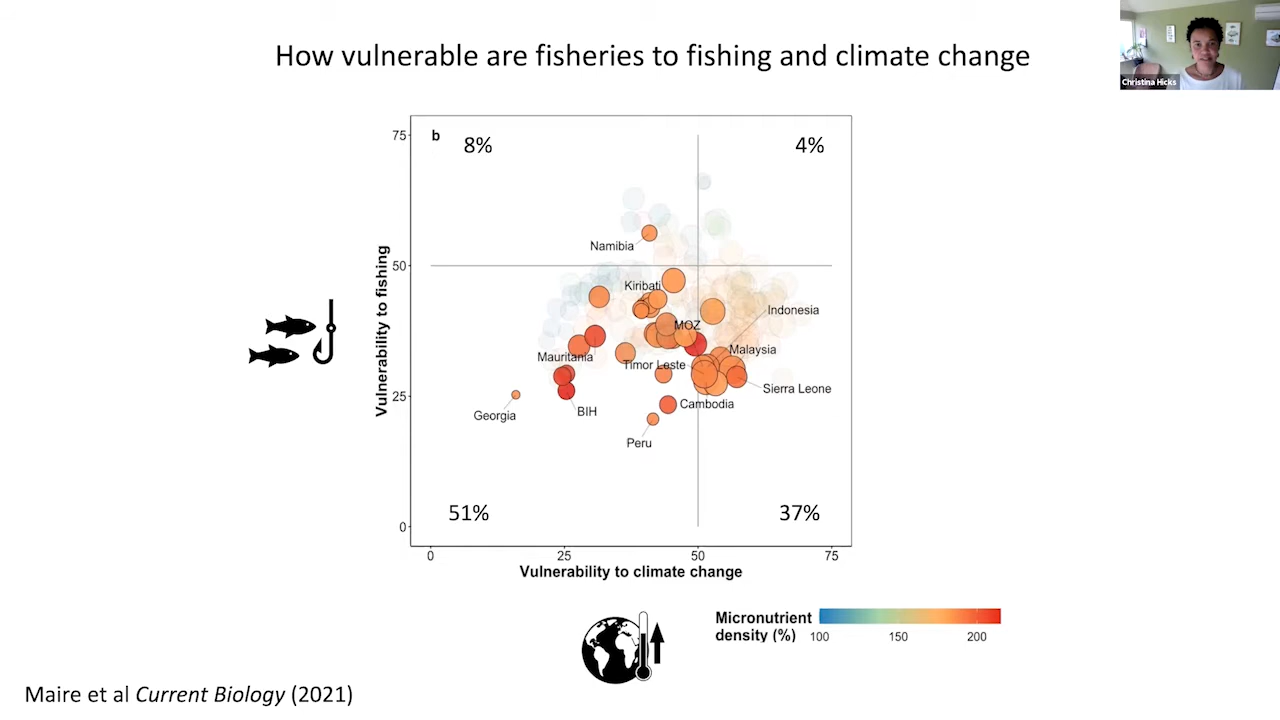 How vulnerable are fisheries to fishing and climate change
Christina Hicks
b
8%
4%
75
50
25
0
Vulnerability to fishing
Namibia
Kiribati
Indonesia
MOZ
Malaysia
Mauritania
Timor Leste
Sierra Leone
Cambodia
Georgia
BIH
Peru
51%
37%
0 25 50 75
Vulnerability to climate change
Micronutrient
density (%) 100 150 200
Maire et al Current Biology (2021)